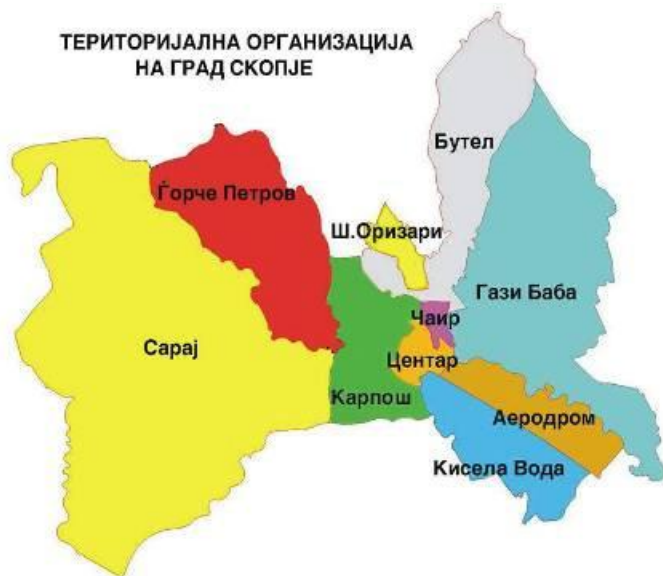 ТЕРИТОРИЈАЛНА ОРГАНИЗАЦИЈА
НА ГРАД СКОПЈЕ
Бутел
Ѓорче Петров
Ш.Оризари
Гази Баба
Чаир
Сарај
Центар
Карпош
Аеродром
Кисела Вода